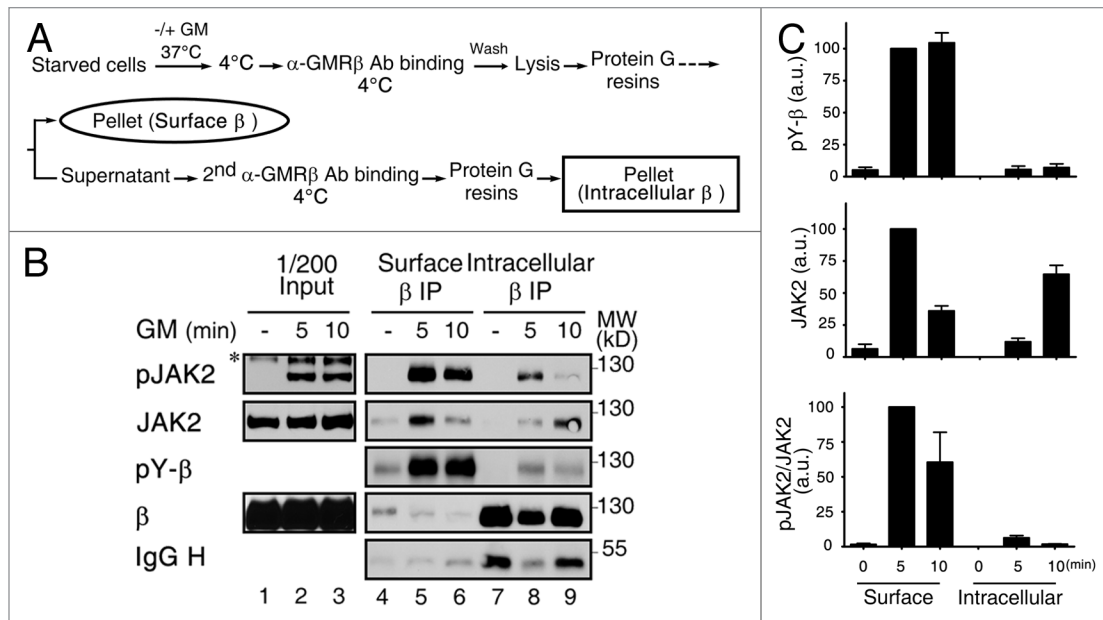 A
-/+ GM
37°C
Starved cells
4°C
α-GMRβ Ab binding
4°C
Wash
Lysis
Protein G
resins
Pellet (Surface β )
Supernatant
2nd α-GMRβ Ab binding
4°C
Protein G
resins
Pellet
(Intracellular β )
B
1/200
Input
Surface
β IP
Intracellular
β IP
GM (min) - 5 10 - 5 10 - 5 10
MW
(kD)
*
pJAK2
130
JAK2
130
pY-β
130
β
130
IgG H
55
1 2 3 4 5 6 7 8 9
C
pY-β (a.u.)
100
75
50
25
0
JAK2 (a.u.)
100
75
50
25
0
pJAK2/JAK2
(a.u.)
100
75
50
25
0
0 5 10 0 5 10(min)
Surface Intracellular